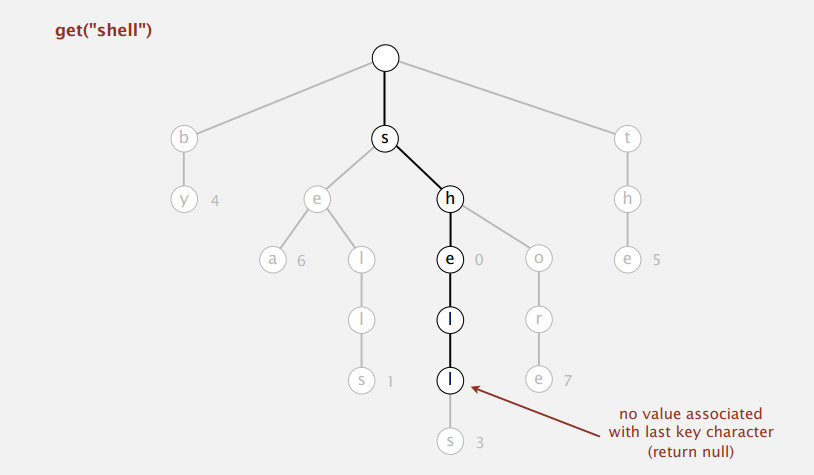 get("shell")
b s t
y 4 e h h
a 6 l e 0 o e 5
l l r
s 1 l e 7
s 3
no value associated
with last key character
(return null)